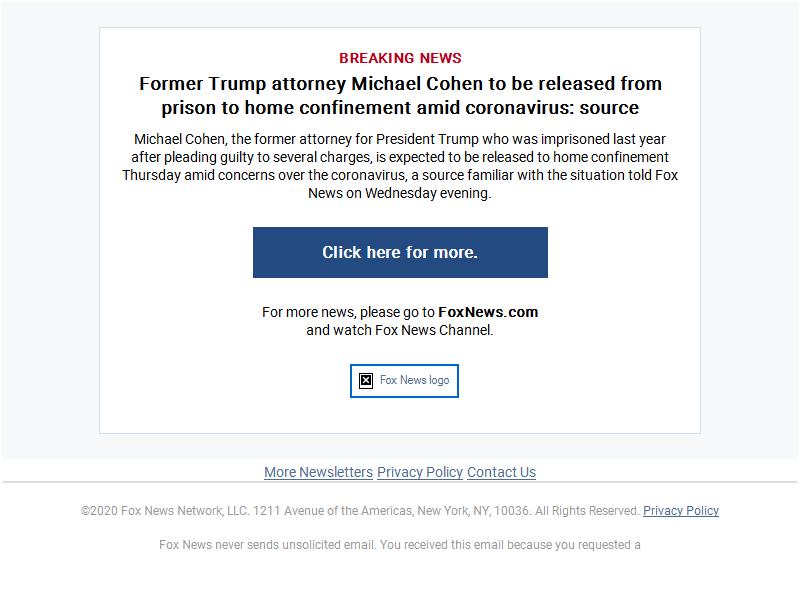 BREAKING NEWS
Former Trump attorney Michael Cohen to be released from
prison to home confinement amid coronavirus: source
Michael Cohen, the former attorney for President Trump who was imprisoned last year
after pleading guilty to several charges, is expected to be released to home confinement
Thursday amid concerns over the coronavirus, a source familiar with the situation told Fox
News on Wednesday evening.
Click here for more.
For more news, please go to FoxNews.com
and watch Fox News Channel.
Fox News logo
More Newsletters Privacy Policy Contact Us
©2020 Fox News Network, LLC. 1211 Avenue of the Americas, New York, NY, 10036. All Rights Reserved. Privacy Policy
Fox News never sends unsolicited email. You received this email because you requested a